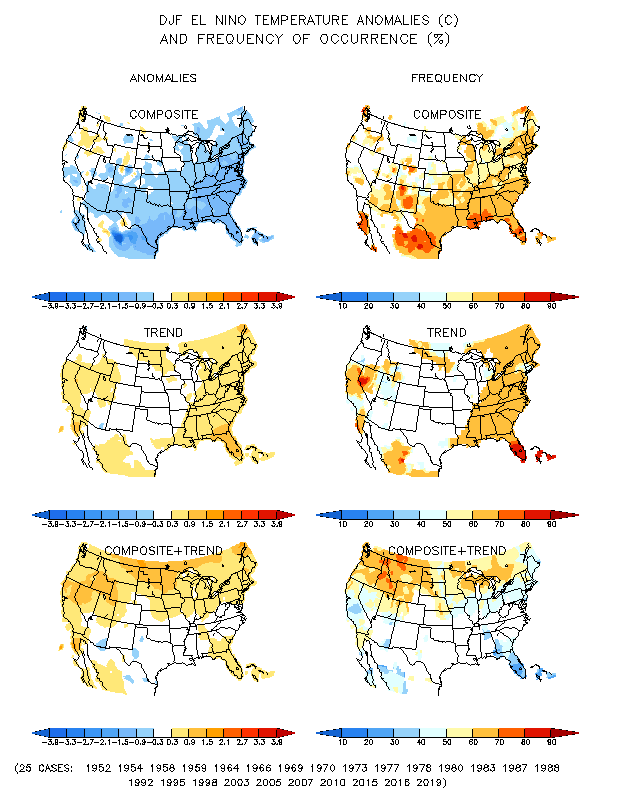 DJF EL NINO TEMPERATURE ANOMALIES (C)
AND FREQUENCY OF OCCURRENCE (%)
ANOMALIES
FREQUENCY
COMPOSITE
COMPOSITE
-3.9 -3.3 -2.7 -2.1 -1.5 -0.9 -0.3 0.3 0.9 1.5 2.1 2.7 3.3 3.9
10 20 30 40 50 60 70 80 90
TREND
TREND
-3.9 -3.3 -2.7 -2.1 -1.5 -0.9 -0.3 0.3 0.9 1.5 2.1 2.7 3.3 3.9
10 20 30 40 50 60 70 80 90
COMPOSITE+TREND
COMPOSITE+TREND
-3.9 -3.3 -2.7 -2.1 -1.5 -0.9 -0.3 0.3 0.9 1.5 2.1 2.7 3.3 3.9
10 20 30 40 50 60 70 80 90
(25 CASES: 1952 1954 1958 1959 1964 1966 1969 1970 1973 1977 1978 1980 1983 1987 1988
1992 1995 1998 2003 2005 2007 2010 2015 2016 2019)